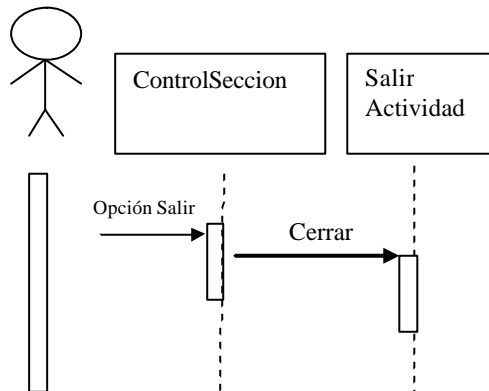 ControlSeccion
Salir
Actividad
Opción Salir
Cerrar